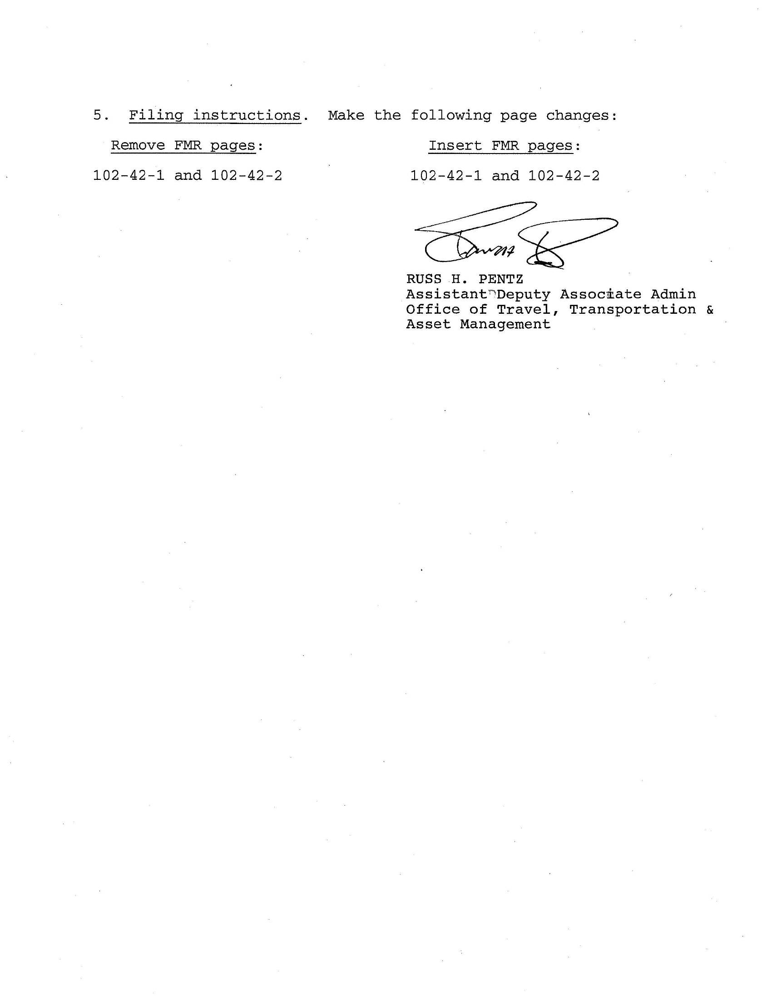 5. Filing instructions. Make the following page changes:
Remove FMR pages: Insert FMR pages:
102-42-1 and 102-42-2 102-42-1 and 102-42-2
RUSS H. PENTZ
Assistant Deputy Associate Admin
Office of Travel, Transportation &
Asset Management